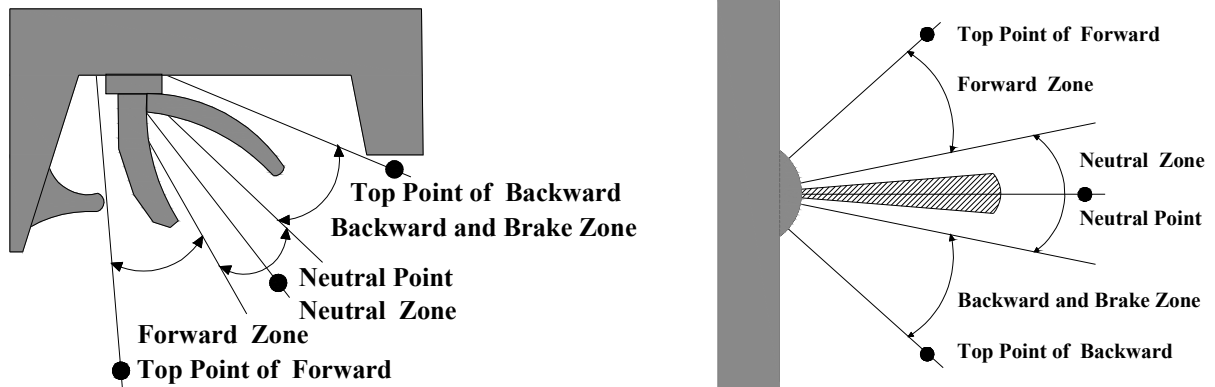 Top Point of Backward
Backward and Brake Zone
Neutral Point
Neutral Zone
Forward Zone
Top Point of Forward
Top Point of Forward
Forward Zone
Neutral Zone
Neutral Point
Backward and Brake Zone
Top Point of Backward